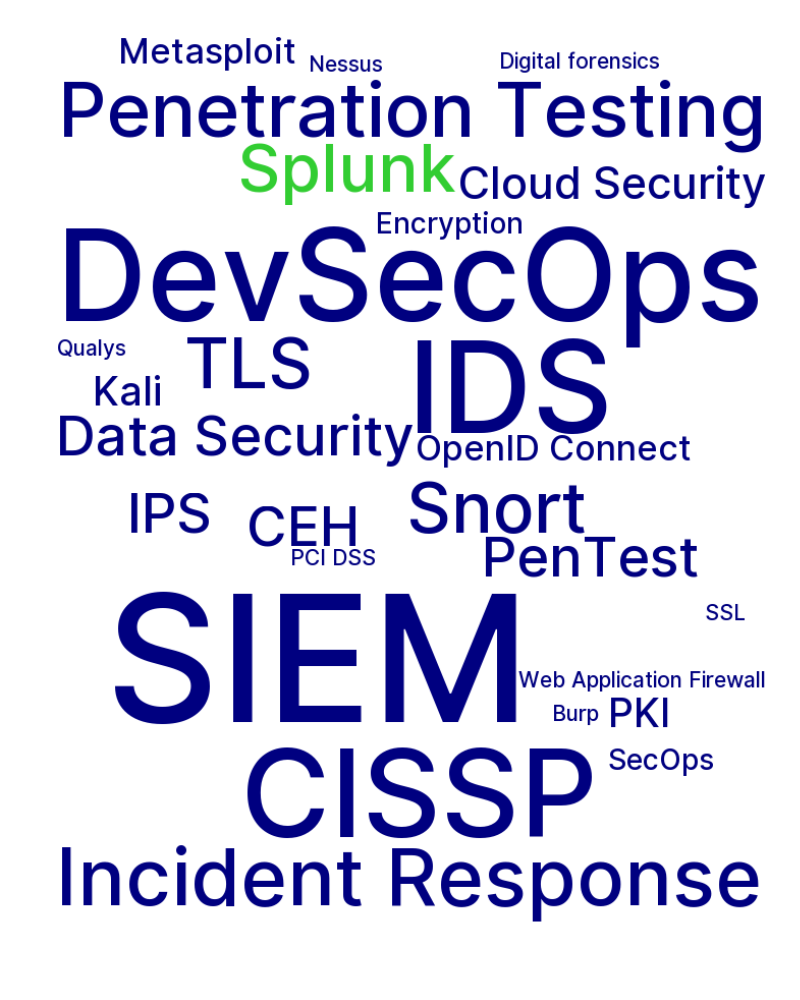 Metasploit
Nessus
Digital forensics
Penetration Testing
Splunk
Cloud Security
Encryption
DevSecOps
Qualys
TLS
IDS
Kali
Data Security
OpenID Connect
IPS
CEH
Snort
PCI DSS
PenTest
SIEM
SSL
Web Application Firewall
Burp
PKI
CISSP
SecOps
Incident Response